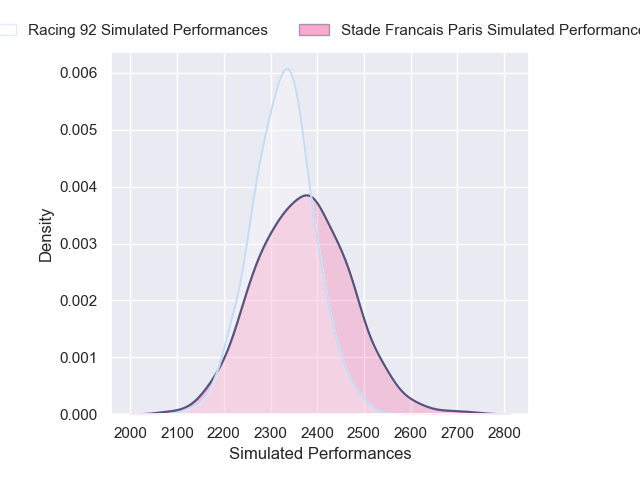 Racing 92 Simulated Performances Stade Francais Paris Simulated Performance
0.006
0.005
0.004
0.003
0.002
0.001
0.000
Density
2000 2100 2200 2300 2400 2500 2600 2700 2800
Simulated Performances